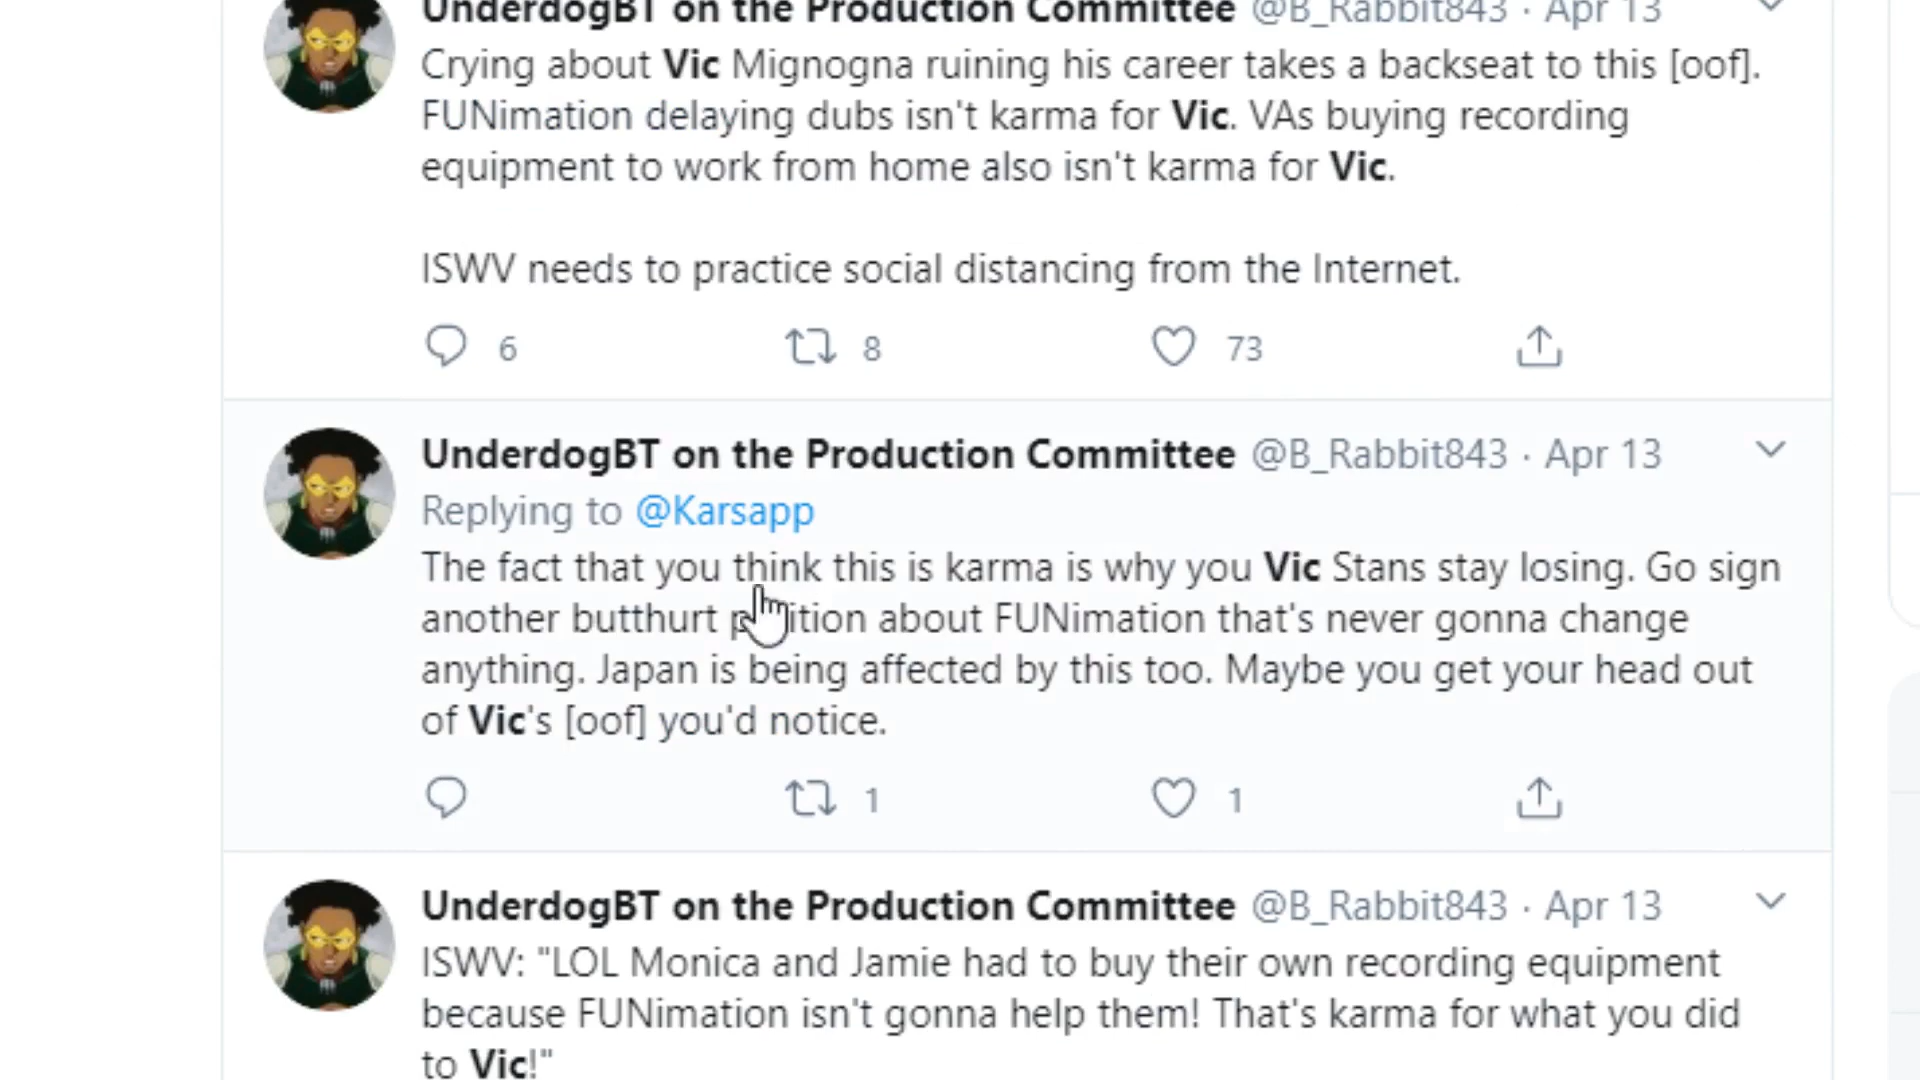 UnderdogBT on the Production Committee @B_Rabbit843 · Apr 13
Crying about Vic Mignogna ruining his career takes a backseat to this [oof].
FUNimation delaying dubs isn't karma for Vic. VAs buying recording
equipment to work from home also isn't karma for Vic.
ISWV needs to practice social distancing from the Internet.
6 8 73
UnderdogBT on the Production Committee @B_Rabbit843 · Apr 13
Replying to @Karsapp
The fact that you think this is karma is why you Vic Stans stay losing. Go sign
another butthurt petition about FUNimation that's never gonna change
anything. Japan is being affected by this too. Maybe you get your head out
of Vic's [oof] you'd notice.
1 1
UnderdogBT on the Production Committee @B_Rabbit843 · Apr 13
ISWV: "LOL Monica and Jamie had to buy their own recording equipment
because FUNimation isn't gonna help them! That's karma for what you did
to Vic!"